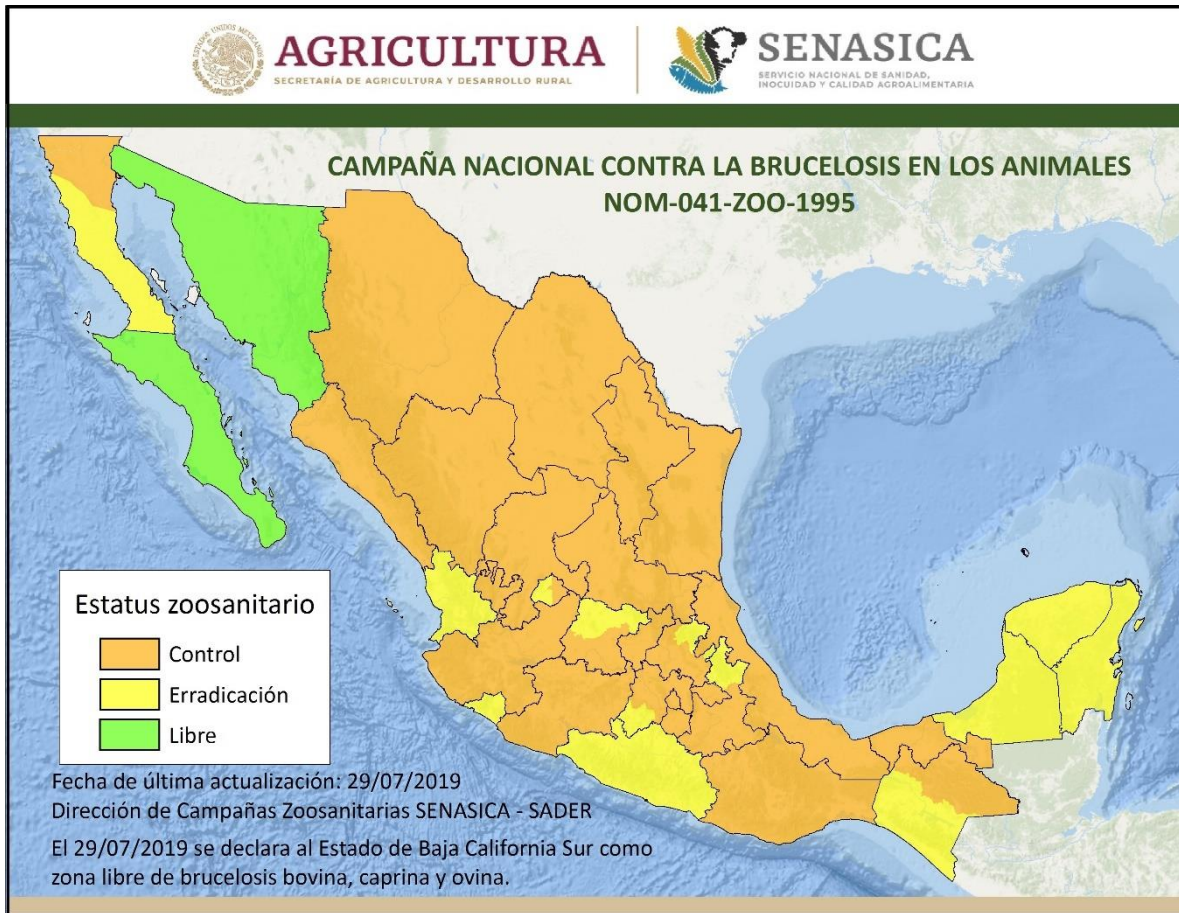 AGRICULTURA
SECRETARÍA DE AGRICULTURA Y DESARROLLO RURAL
SENASICA
SERVICIO NACIONAL DE SANIDAD,
INOCUIDAD Y CALIDAD AGROALIMENTARIA
CAMPAÑA NACIONAL CONTRA LA BRUCELOSIS EN LOS ANIMALES
NOM-041-ZOO-1995
Estatus zoosanitario
Control
Erradicación
Libre
Fecha de última actualización: 29/07/2019
Dirección de Campañas Zoosanitarias SENASICA - SADER
El 29/07/2019 se declara al Estado de Baja California Sur como
zona libre de brucelosis bovina, caprina y ovina.